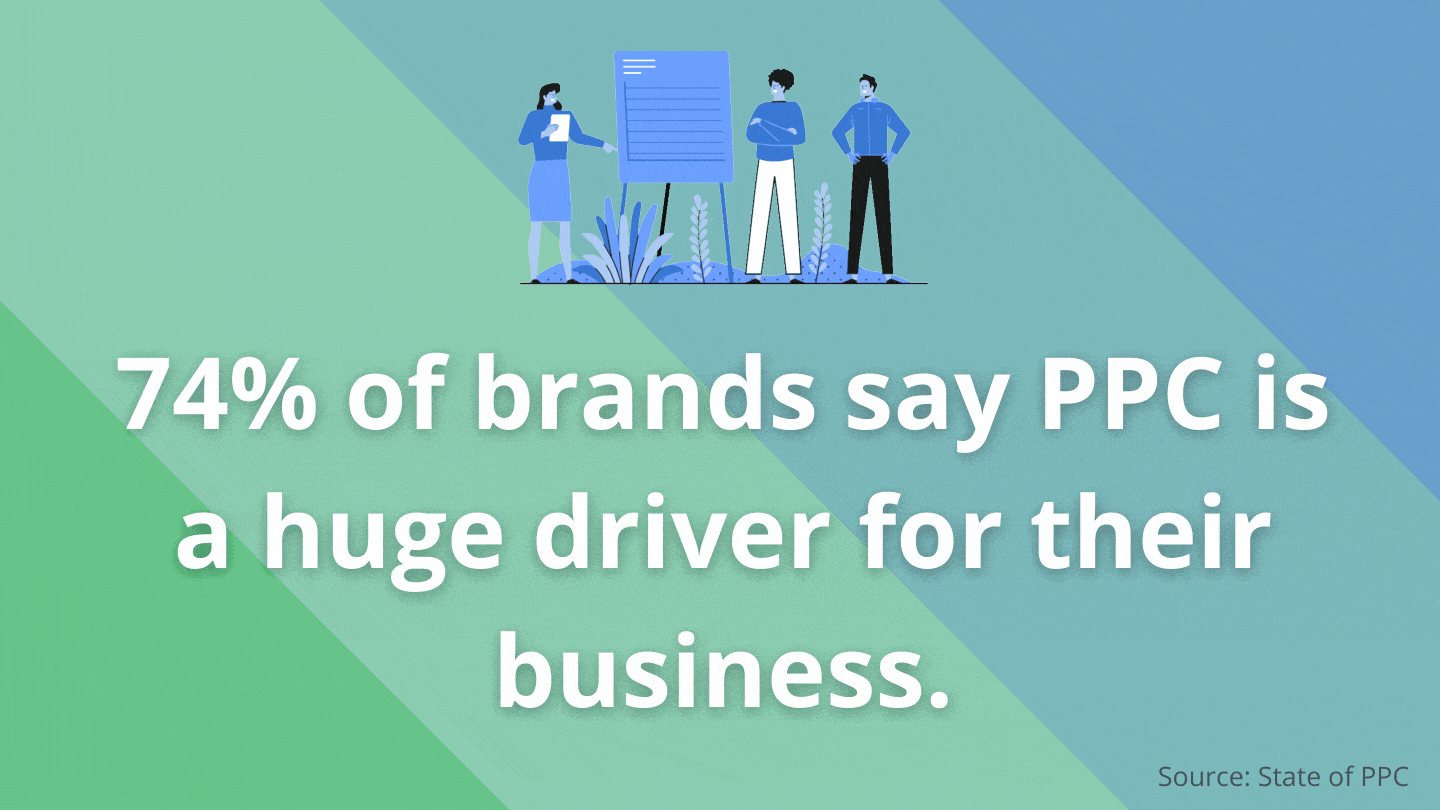 74% of brands say PPC is
a huge driver for their
business.
Source: State of PPC